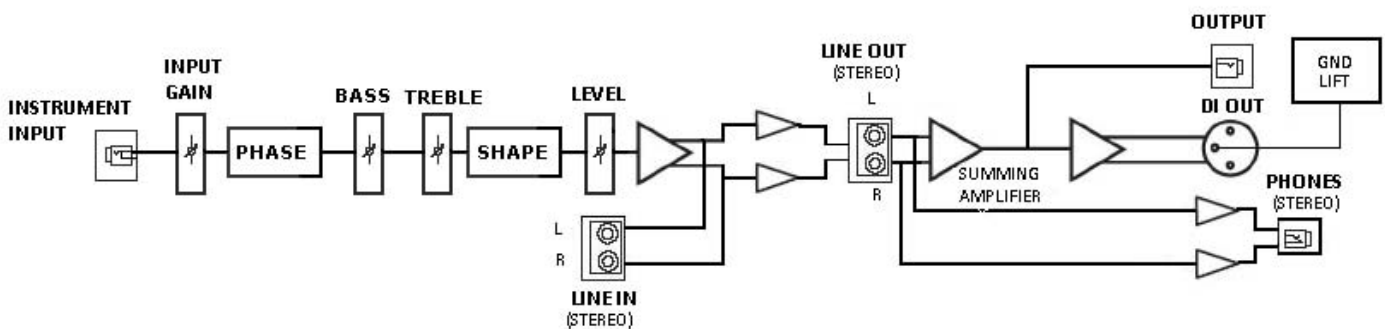 INSTRUMENT
INPUT
INPUT
GAIN
PHASE
BASS
TREBLE
SHAPE
LEVEL
L
R
LINE IN
(STEREO)
LINE OUT
(STEREO)
L
R
SUMMING
AMPLIFIER
OUTPUT
DI OUT
GND
LIFT
PHONES
(STEREO)